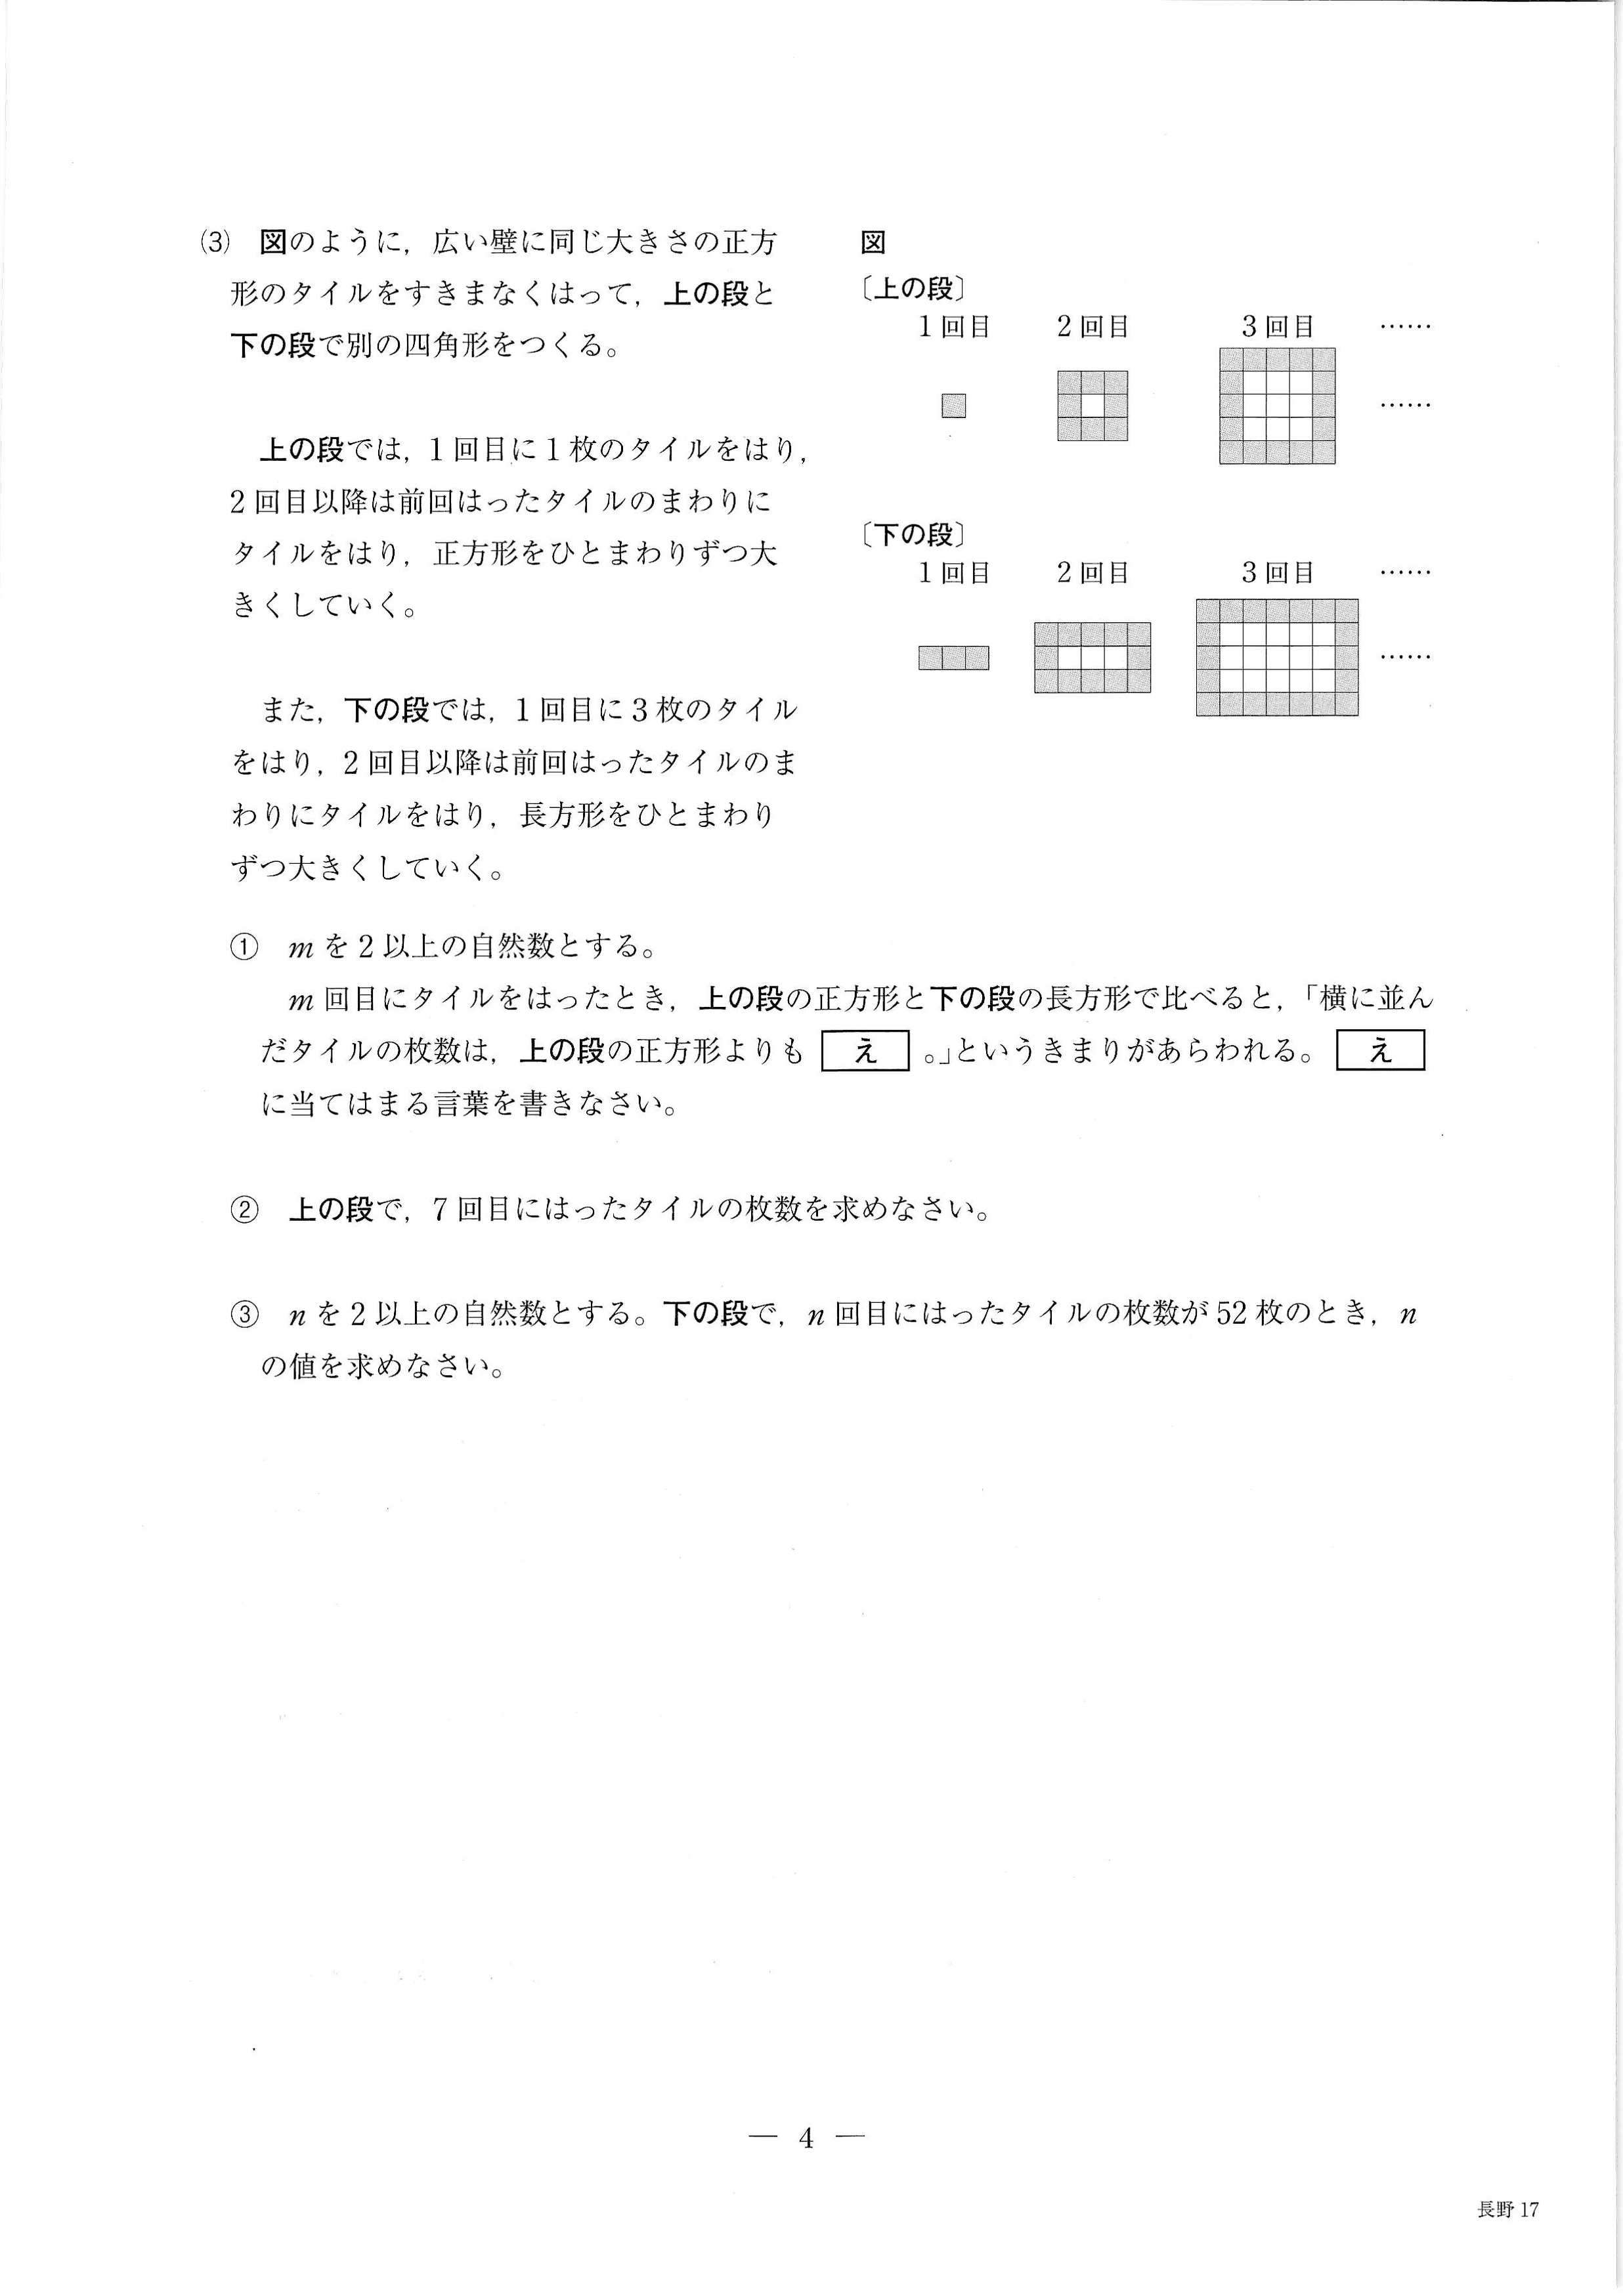 (3) 図のように，広い壁に同じ大きさの正方
形のタイルをすきまなくはって，上の段と
下の段で別の四角形をつくる。
上の段では，1回目に1枚のタイルをはり，
2回目以降は前回はったタイルのまわりに
タイルをはり，正方形をひとまわりずつ大
きくしていく。
また，下の段では，1回目に3枚のタイル
をはり，2回目以降は前回はったタイルのま
わりにタイルをはり，長方形をひとまわり
ずつ大きくしていく。
図
〔上の段〕
1回目 2回目 3回目 ……
……
〔下の段〕
1回目 2回目 3回目 ……
……
① mを2以上の自然数とする。
m回目にタイルをはったとき，上の段の正方形と下の段の長方形で比べると，「横に並ん
だタイルの枚数は，上の段の正方形よりも え 。」というきまりがあらわれる。 え
に当てはまる言葉を書きなさい。
② 上の段で，7回目にはったタイルの枚数を求めなさい。
③ nを2以上の自然数とする。下の段で，n回目にはったタイルの枚数が52枚のとき，n
の値を求めなさい。
— 4 —
長野 17